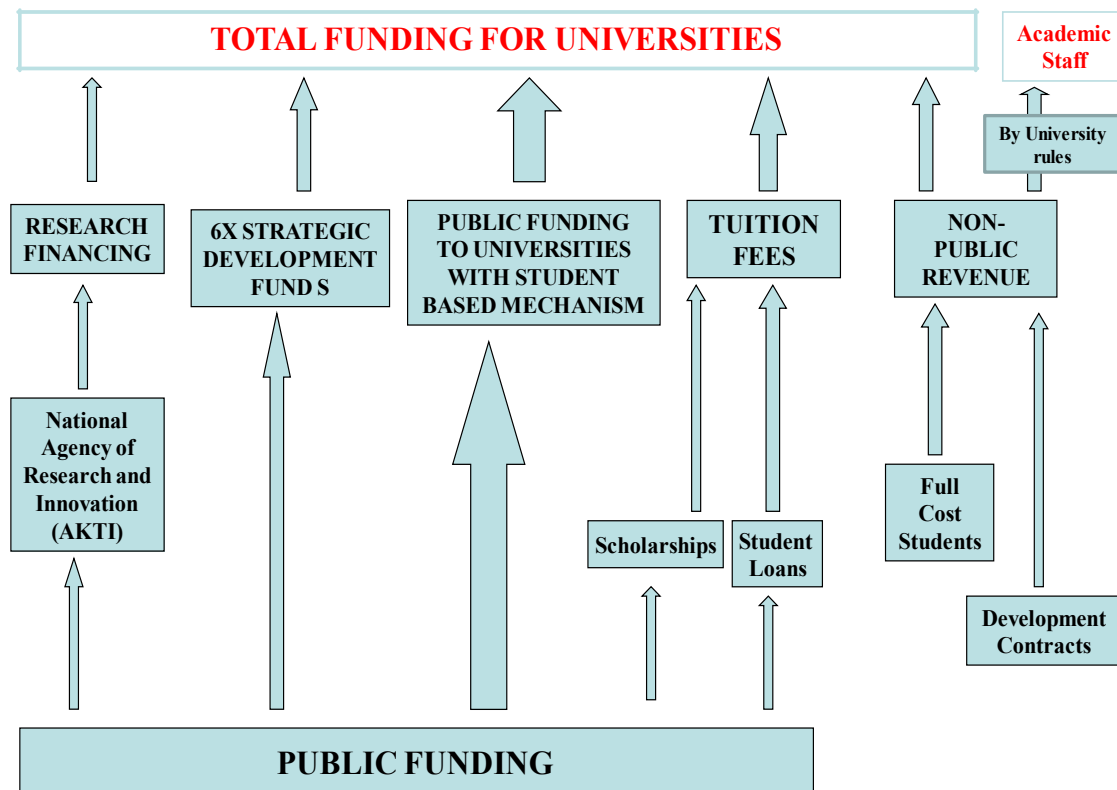 TOTAL FUNDING FOR UNIVERSITIES
Academic
Staff
By University
rules
RESEARCH
FINANCING
6X STRATEGIC
DEVELOPMENT
FUND S
PUBLIC FUNDING
TO UNIVERSITIES
WITH STUDENT
BASED MECHANISM
TUITION
FEES
NON-
PUBLIC
REVENUE
National
Agency of
Research and
Innovation
(AKTI)
Scholarships
Student
Loans
Full
Cost
Students
Development
Contracts
PUBLIC FUNDING